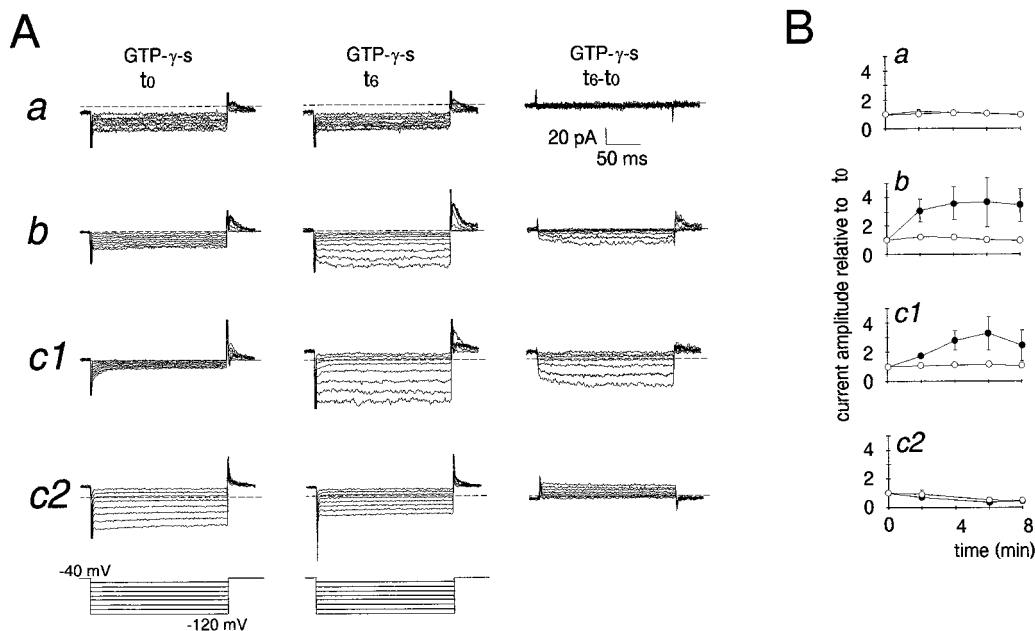 A
B
GTP-γ-s
t0
GTP-γ-s
t6
GTP-γ-s
t6-t0
a
20 pA
50 ms
b
c1
c2
-40 mV
-120 mV
current amplitude relative to t0
a
4
2
0
b
4
2
0
c1
4
2
0
c2
4
2
0
0
4
8
time (min)